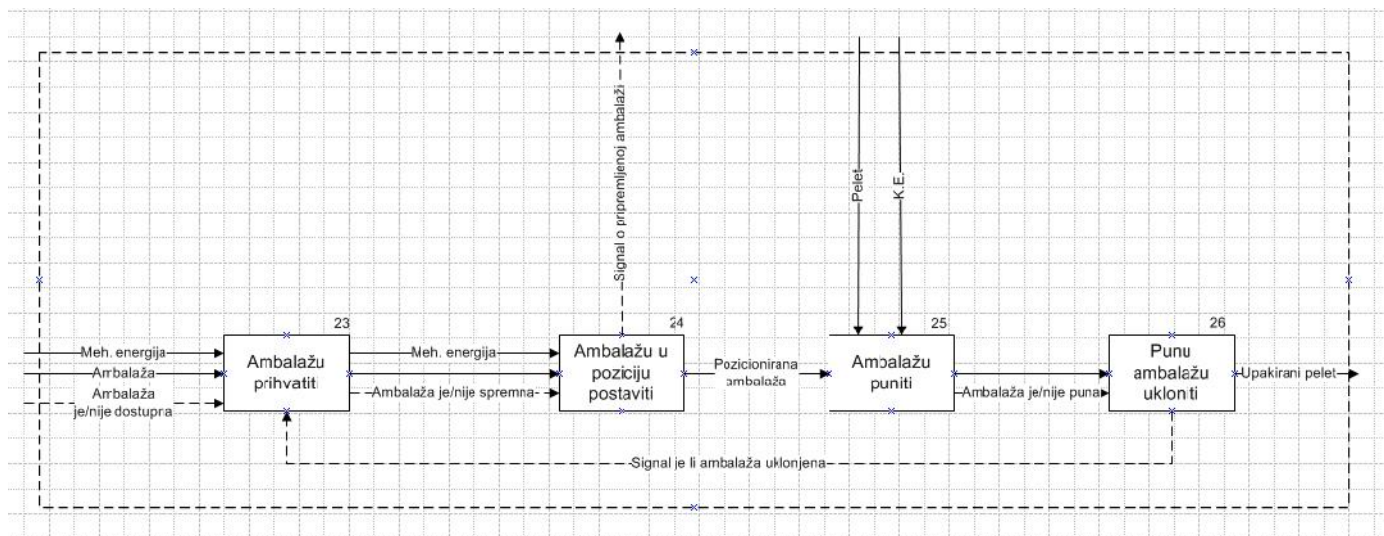 Signal o pripremljenoj ambalaži
Pelet
K.E.
23
24
25
26
Meh. energija
Ambalaža
Ambalaža
je/nije dostupna
Ambalažu
prihvatiti
Meh. energija
Ambalaža je/nije spremna
Ambalažu u
poziciju
postaviti
Pozicionirana
ambalaža
Ambalažu
puniti
Ambalaža je/nije puna
Punu
ambalažu
ukloniti
Upakirani pelet
Signal je li ambalaža uklonjena